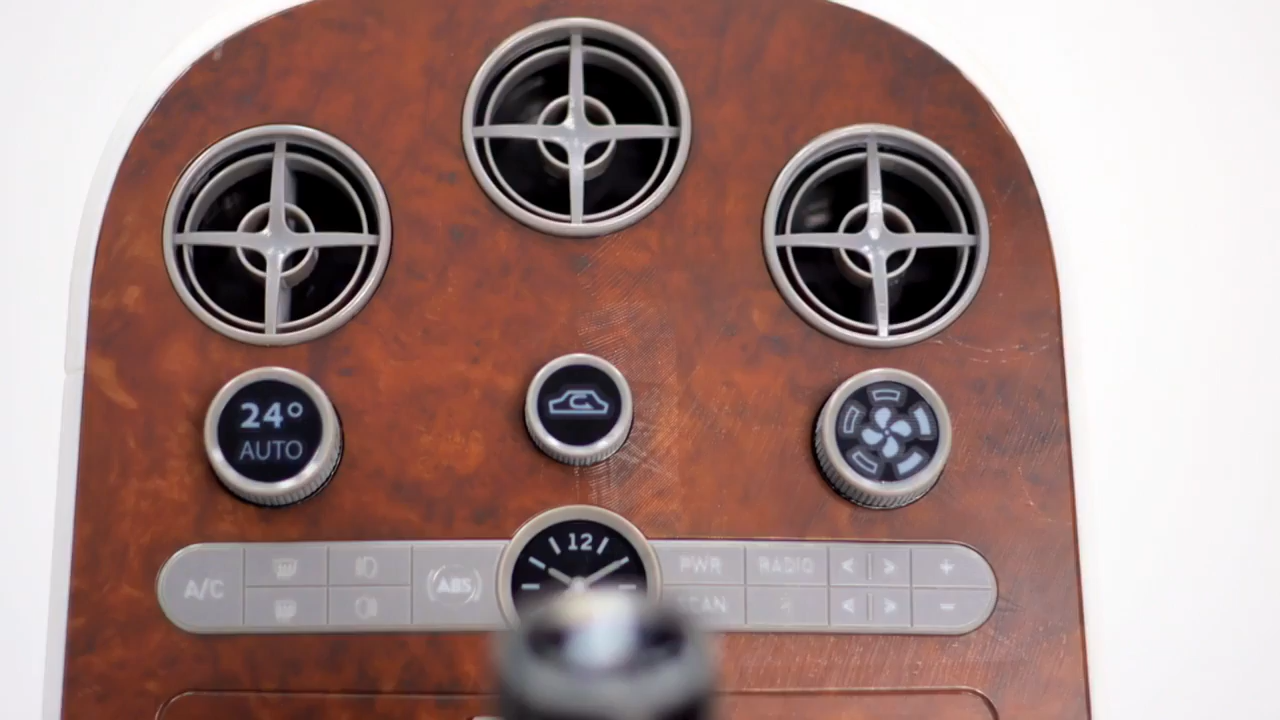 24°
AUTO
12
A/C
ABS
PWR
RADIO
< >
+
SCAN
< >
-